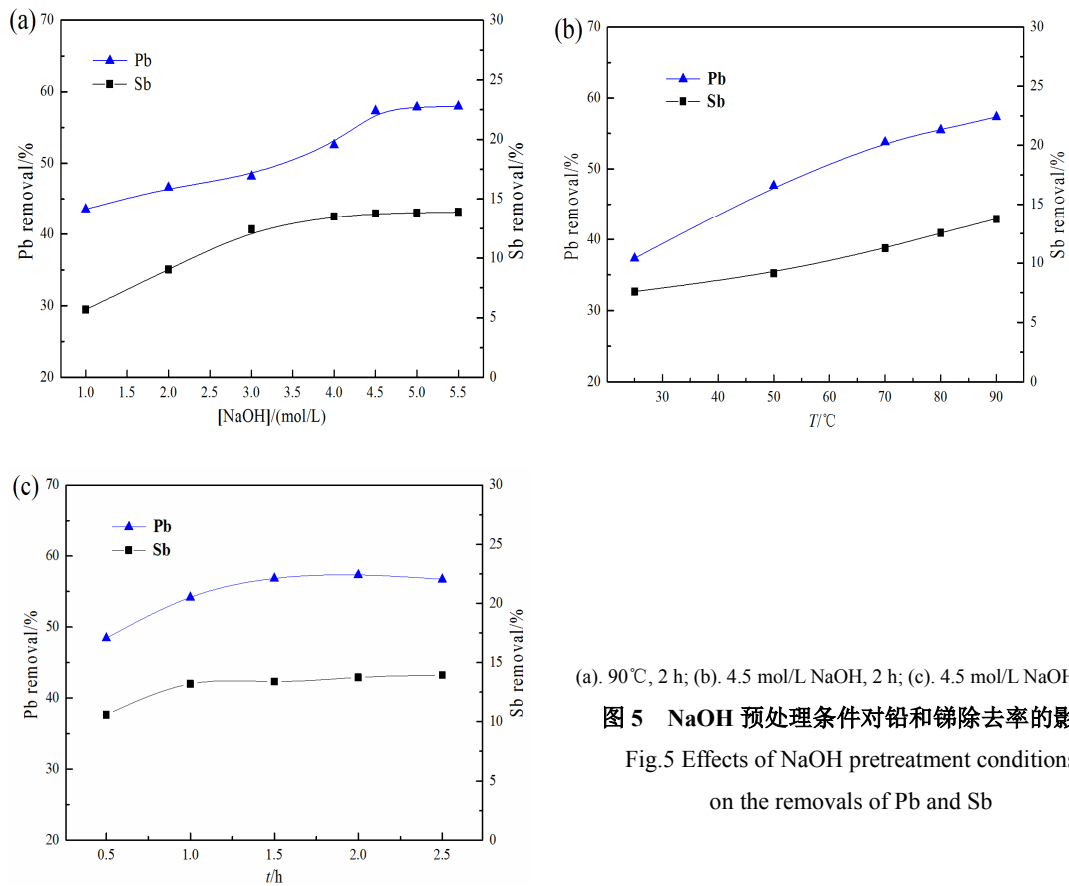 (a)
70
60
50
40
30
20
Pb removal/%
Pb
Sb
30
25
20
15
10
5
0
Sb removal/%
1.0 1.5 2.0 2.5 3.0 3.5 4.0 4.5 5.0 5.5
[NaOH]/(mol/L)
(b)
70
60
50
40
30
20
Pb removal/%
Pb
Sb
30
25
20
15
10
5
0
Sb removal/%
30 40 50 60 70 80 90
T/℃
(c)
70
60
50
40
30
20
Pb removal/%
Pb
Sb
30
25
20
15
10
5
0
Sb removal/%
0.5 1.0 1.5 2.0 2.5
t/h
(a). 90℃, 2 h; (b). 4.5 mol/L NaOH, 2 h; (c). 4.5 mol/L NaOH
图 5 NaOH 预处理条件对铅和锑除去率的影
Fig.5 Effects of NaOH pretreatment conditions
on the removals of Pb and Sb